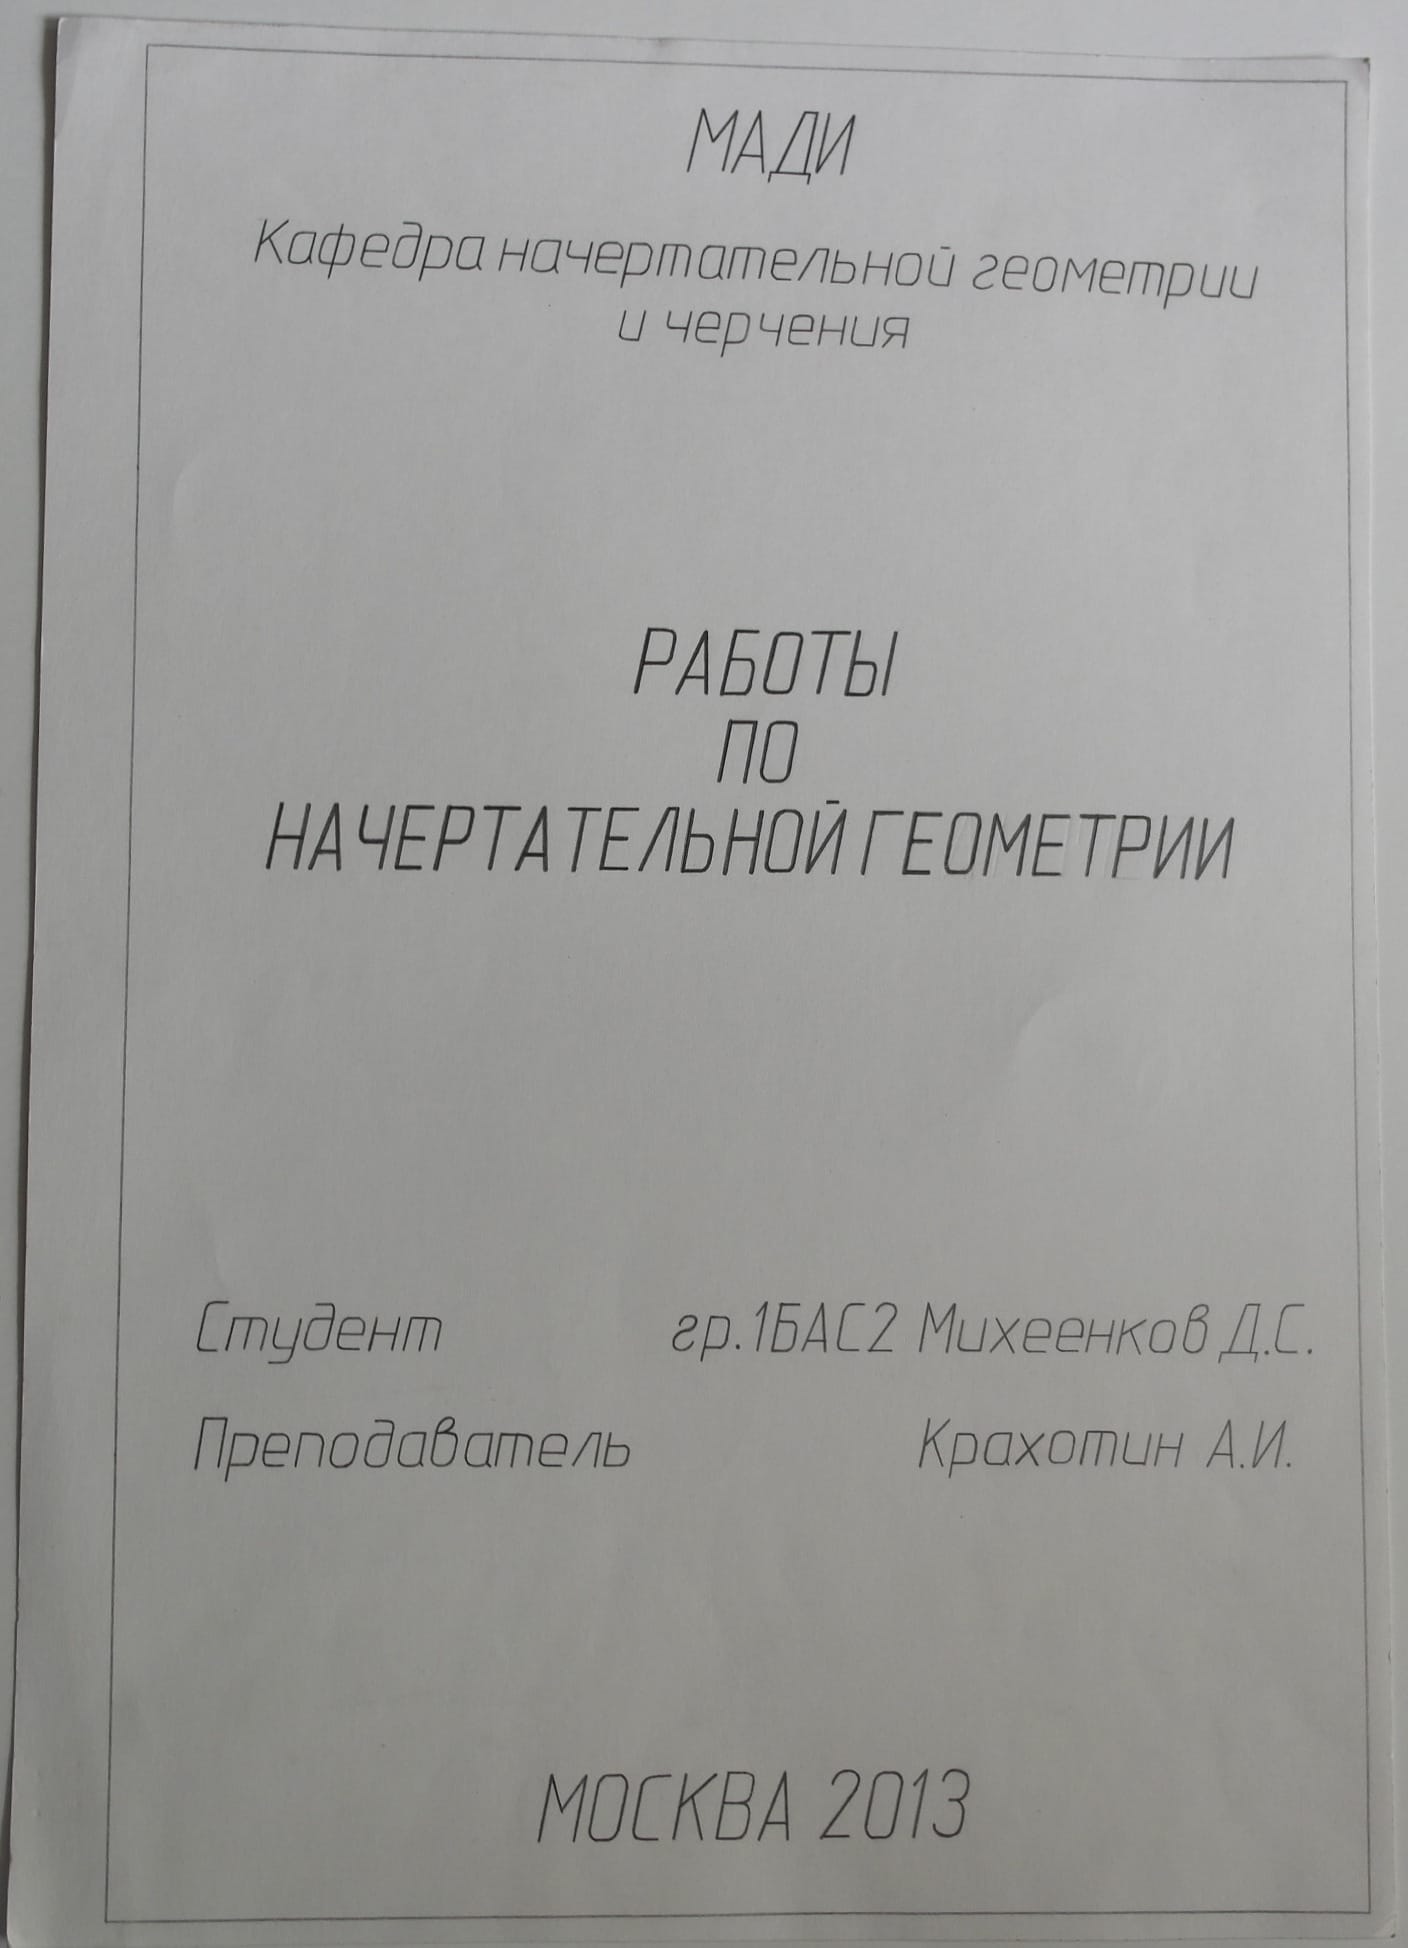 МАДИ
Кафедра начертательной геометрии
и черчения
РАБОТЫ
ПО
НАЧЕРТАТЕЛЬНОЙ ГЕОМЕТРИИ
Студент гр.1БАС2 Михеенков Д.С.
Преподаватель Крахотин А.И.
МОСКВА 2013